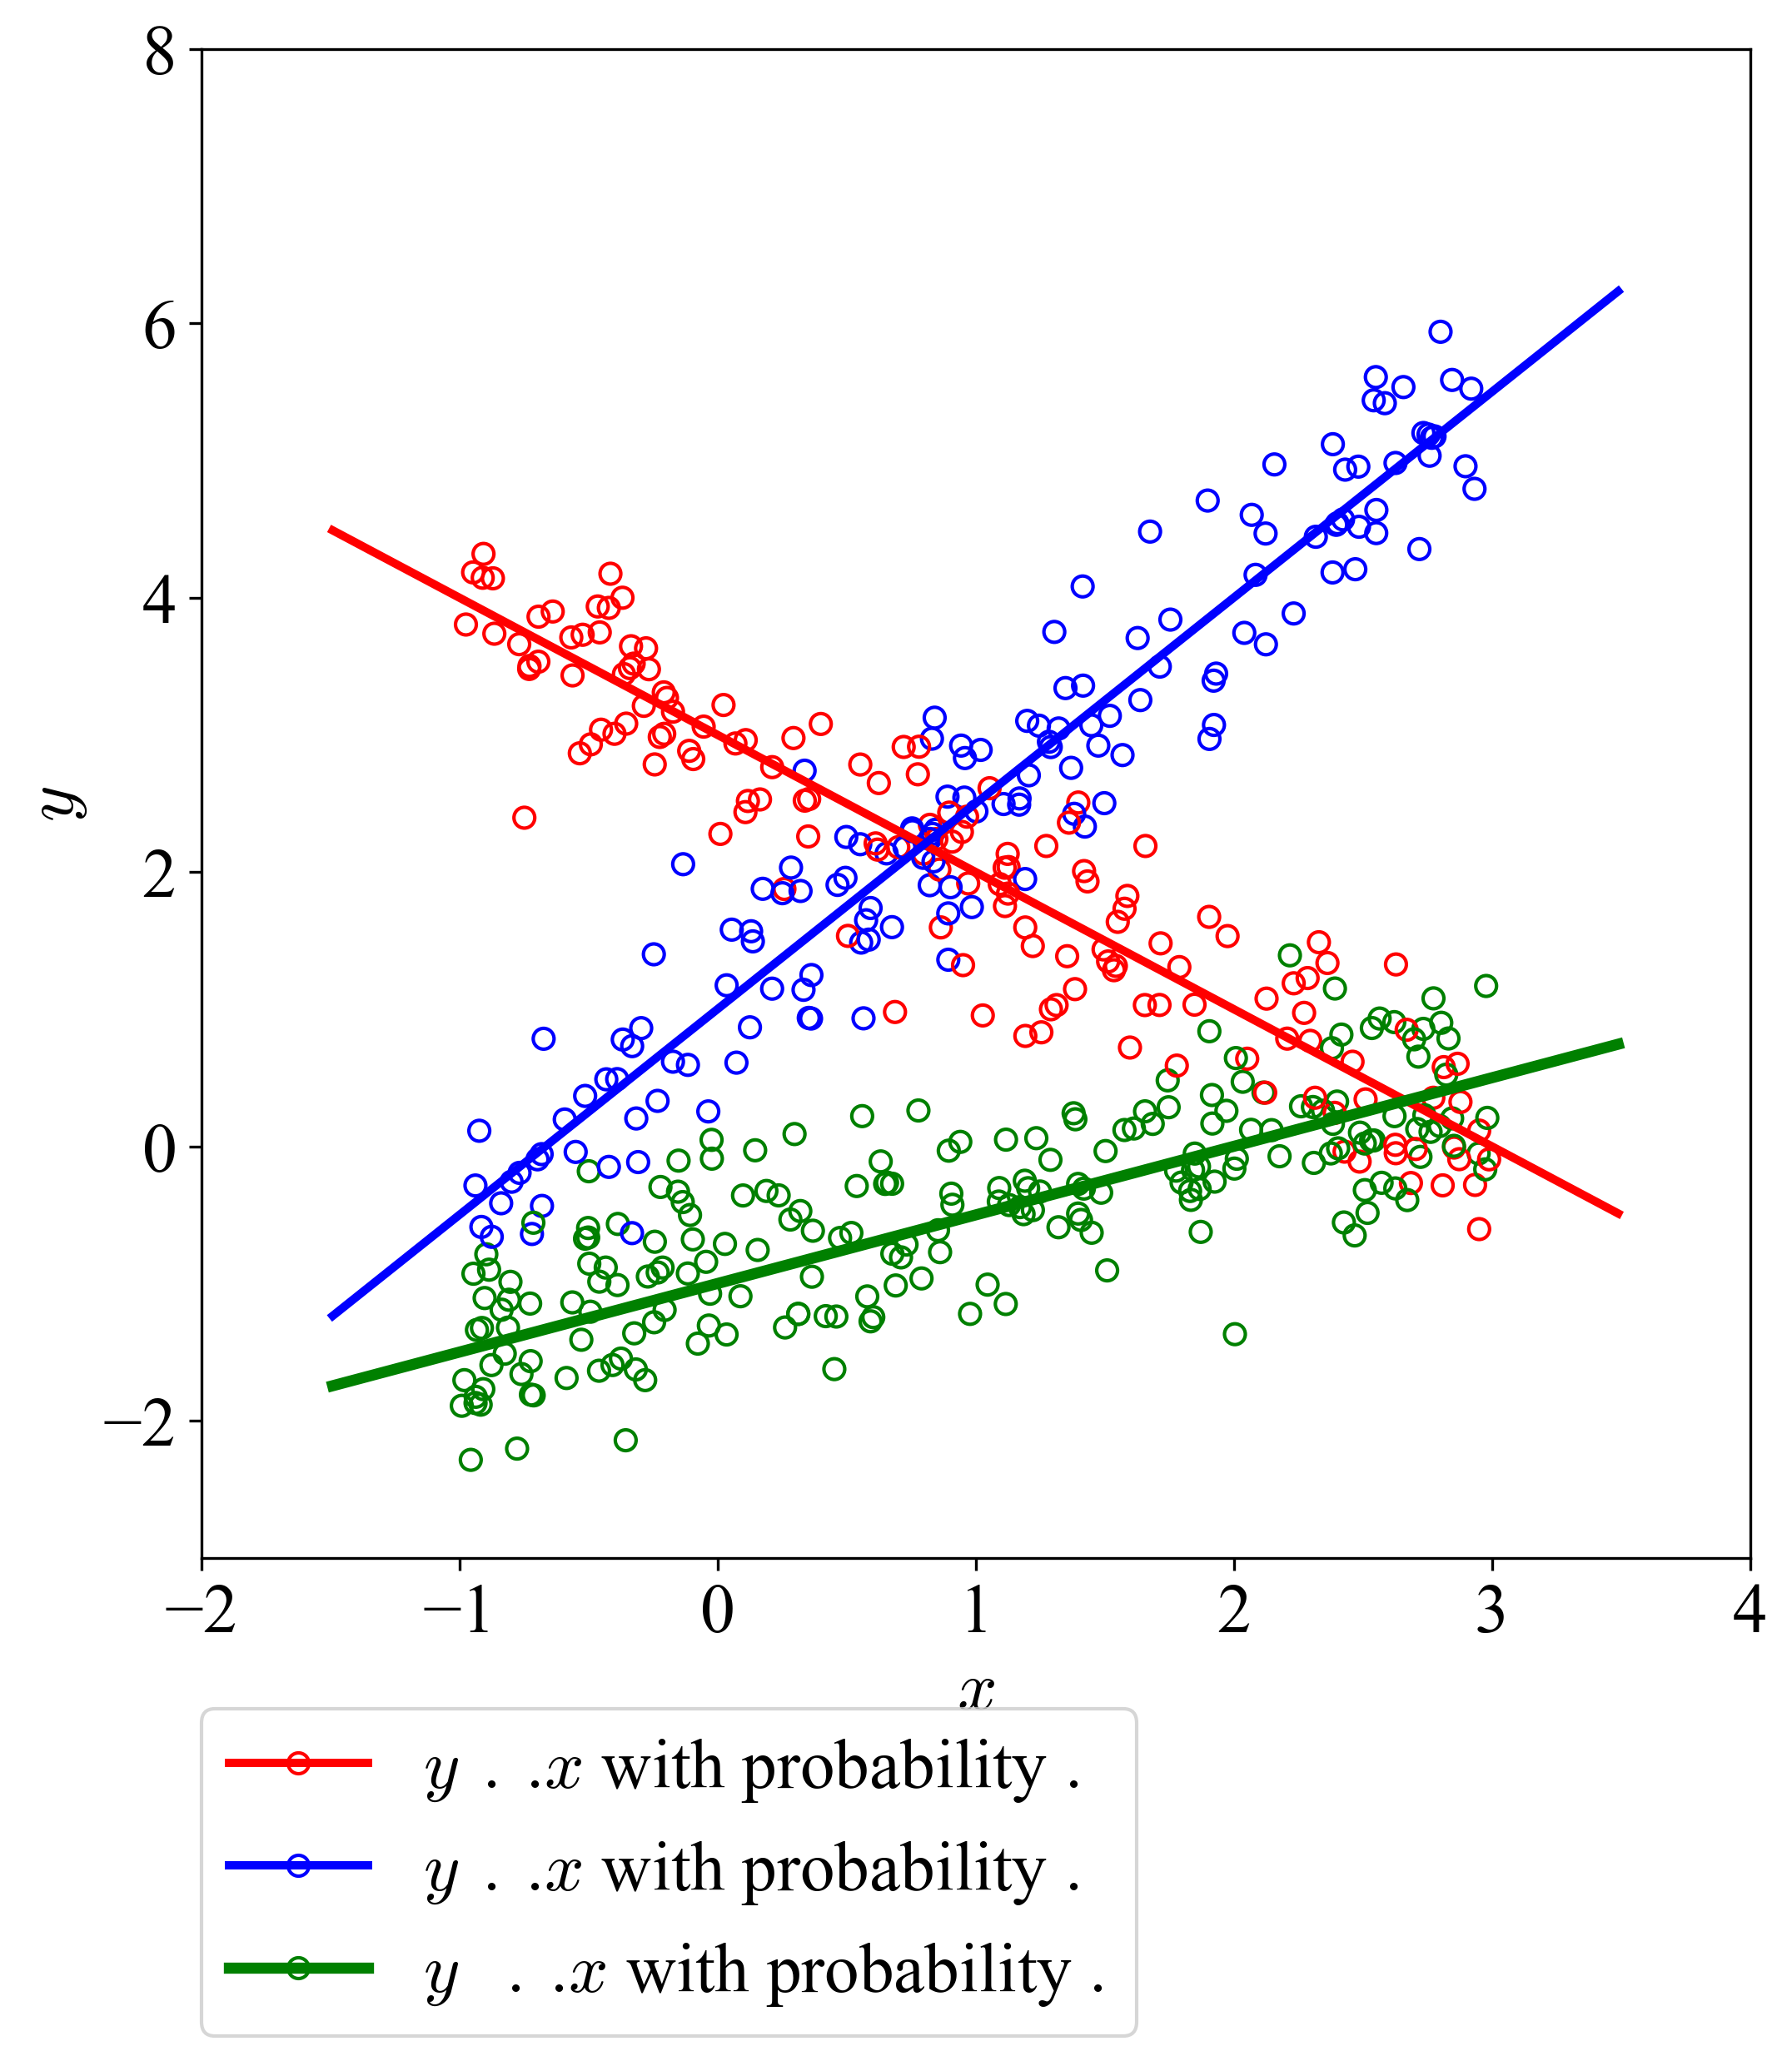 8
6
4
2
0
−2
y
−2 −1 0 1 2 3 4
x
y . .x with probability .
y . .x with probability .
y . .x with probability .